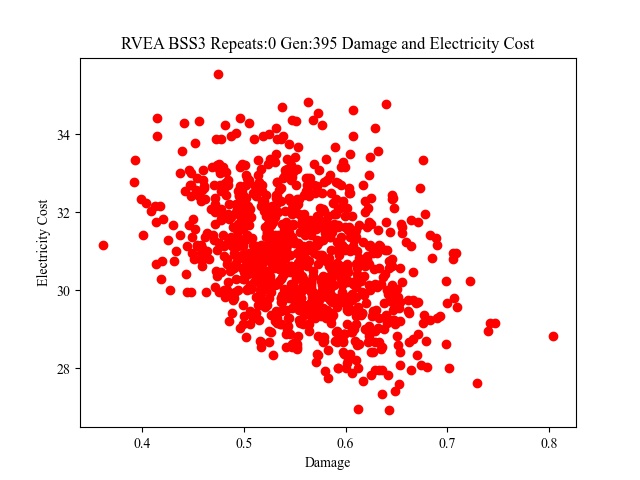 RVEA BSS3 Repeats:0 Gen:395 Damage and Electricity Cost
Electricity Cost
34
32
30
28
0.4 0.5 0.6 0.7 0.8
Damage